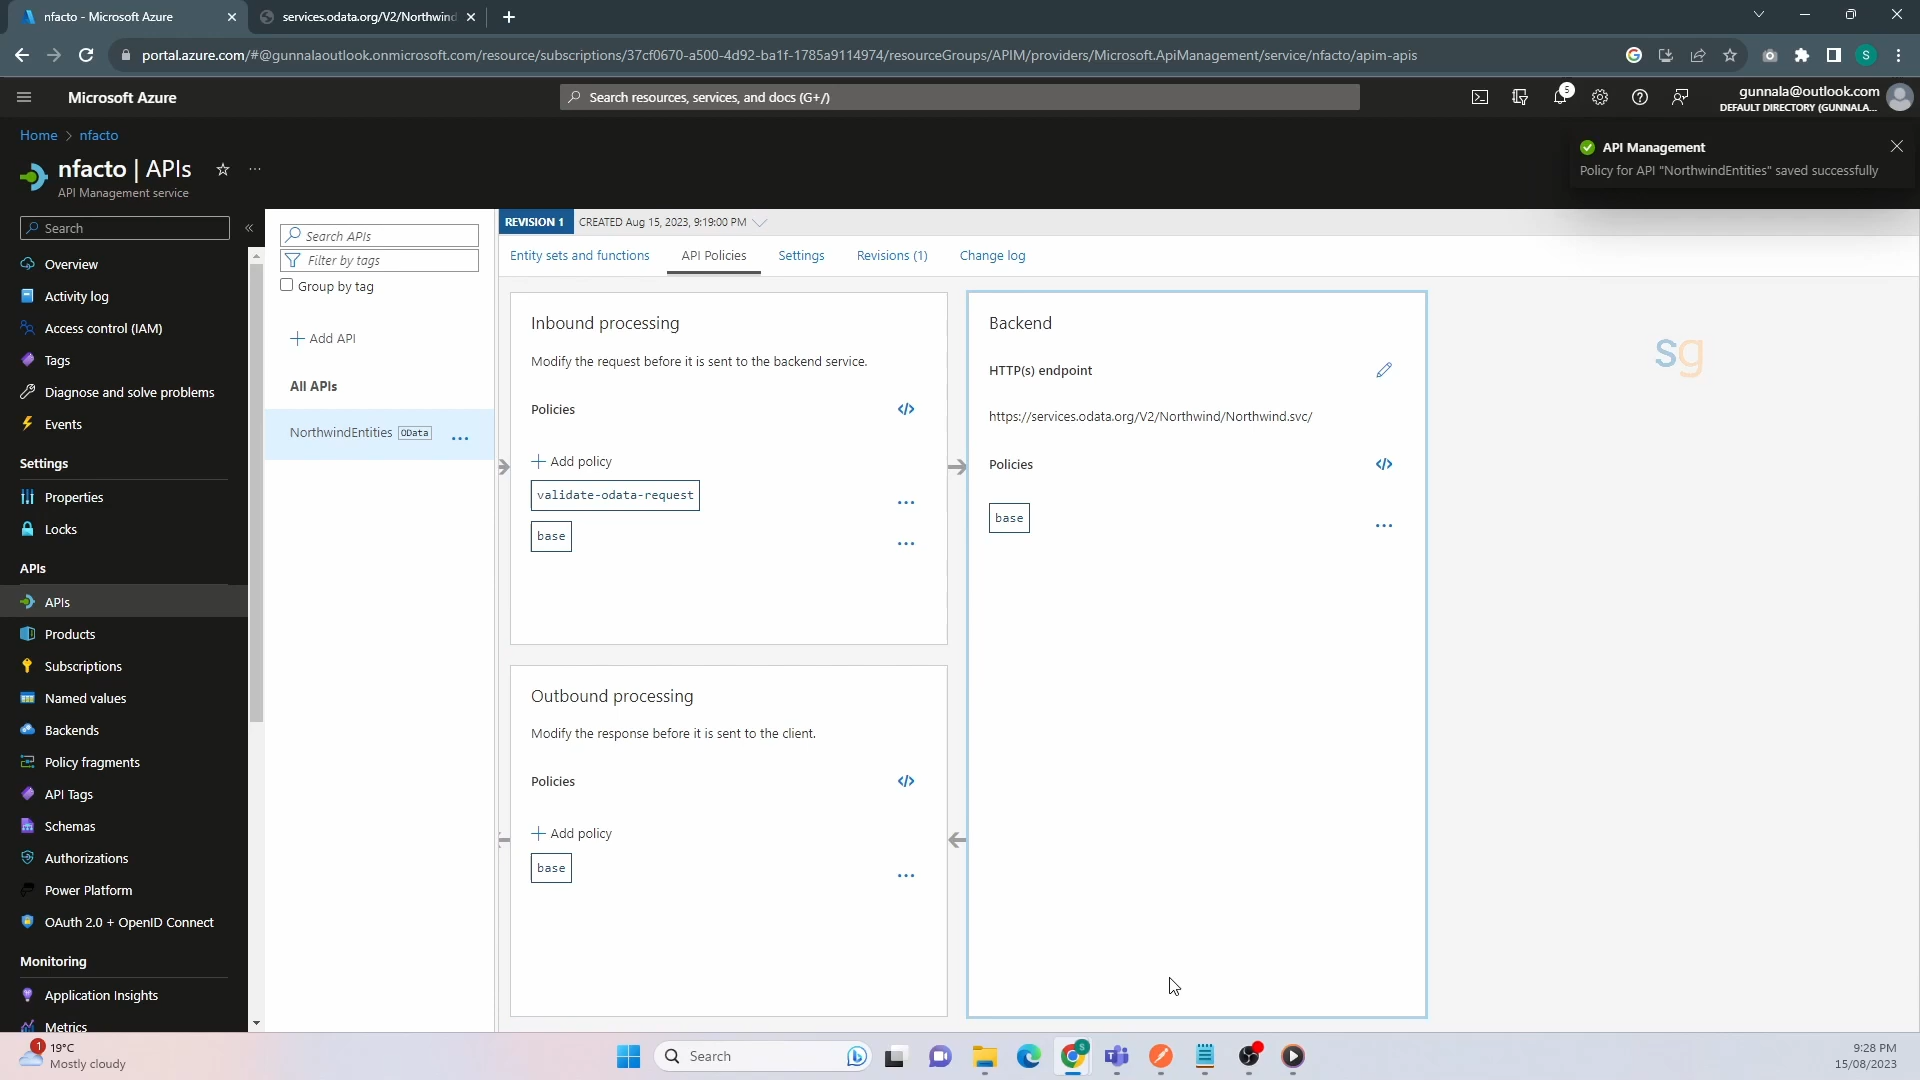 nfacto - Microsoft Azure
services.odata.org/V2/Northwind
portal.azure.com/#@gunnalaoutlook.onmicrosoft.com/resource/subscriptions/37cf0670-a500-4d92-ba1f-1785a9114974/resourceGroups/APIM/providers/Microsoft.ApiManagement/service/nfacto/apim-apis
S
Microsoft Azure
Search resources, services, and docs (G+/)
5
gunnala@outlook.com
DEFAULT DIRECTORY (GUNNALA...
Home > nfacto
nfacto | APIs
API Management service
API Management
Policy for API "NorthwindEntities" saved successfully
Search
Overview
Activity log
Access control (IAM)
Tags
Diagnose and solve problems
Events
Settings
Properties
Locks
APIs
APIs
Products
Subscriptions
Named values
Backends
Policy fragments
API Tags
Schemas
Authorizations
Power Platform
OAuth 2.0 + OpenID Connect
Monitoring
Application Insights
Metrics
Search APIs
Filter by tags
Group by tag
Add API
All APIs
NorthwindEntities OData
REVISION 1 CREATED Aug 15, 2023, 9:19:00 PM
Entity sets and functions API Policies Settings Revisions (1) Change log
Inbound processing
Modify the request before it is sent to the backend service.
Policies </>
+ Add policy
validate-odata-request
base
Outbound processing
Modify the response before it is sent to the client.
Policies </>
+ Add policy
base
Backend
HTTP(s) endpoint
https://services.odata.org/V2/Northwind/Northwind.svc/
Policies </>
base
sg
1
19°C
Mostly cloudy
Search
S
9:28 PM
15/08/2023